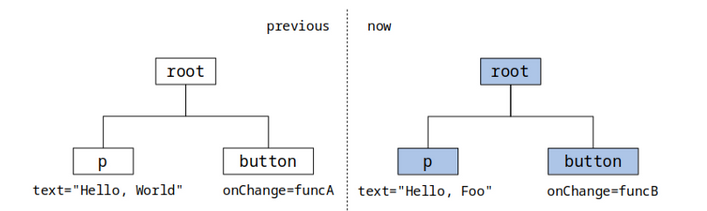 previous
now
root
root
p
button
p
button
text="Hello, World"
onChange=funcA
text="Hello, Foo"
onChange=funcB